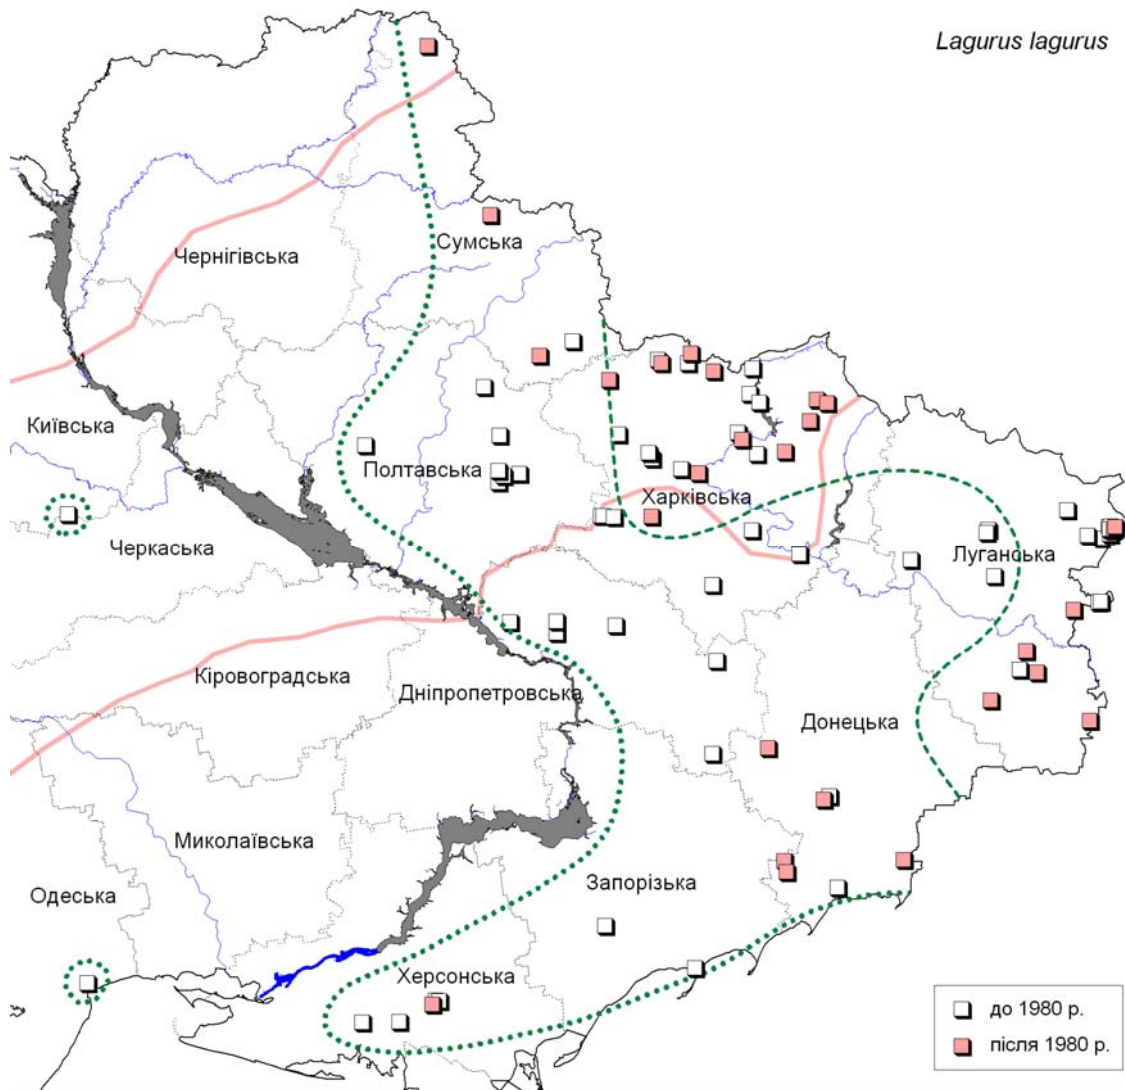 Lagurus lagurus
Сумська
Чернігівська
Київська
Полтавська
Харківська
Черкаська
Луганська
Кіровоградська
Дніпропетровська
Донецька
Миколаївська
Одеська
Запорізька
Херсонська
до 1980 р.
після 1980 р.